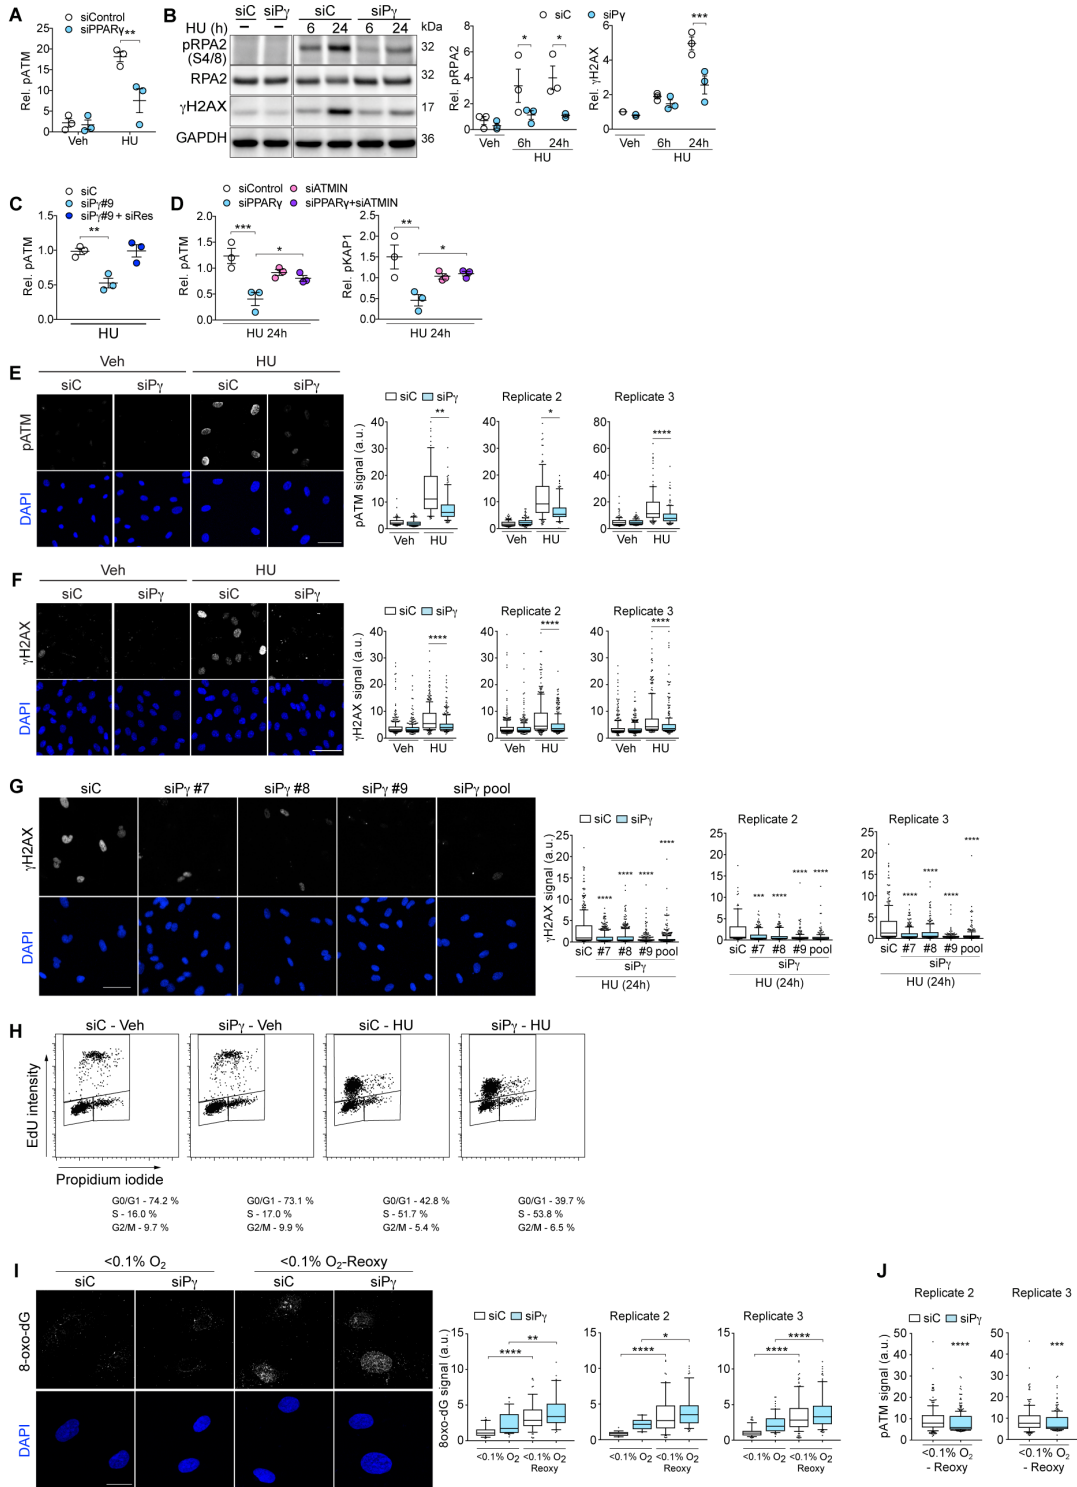 A
siControl
siPPARγ
Rel. pATM
25
20
15
10
5
0
**
Veh
HU
B
siC
siPγ
siC
siPγ
HU (h)
–
–
6
24
6
24
kDa
pRPA2
(S4/8)
32
RPA2
32
γH2AX
17
GAPDH
36
siC
siPγ
Rel. pRPA2
8
6
4
2
0
*
*
Veh
6h
24h
HU
Rel. γH2AX
6
4
2
0
***
Veh
6h
24h
HU
C
siC
siPγ#9
siPγ#9 + siRes
Rel. pATM
1.5
1.0
0.5
0.0
**
HU
D
siControl
siATMIN
siPPARγ
siPPARγ+siATMIN
Rel. pATM
2.0
1.5
1.0
0.5
0.0
***
*
HU 24h
Rel. pKAP1
2.5
2.0
1.5
1.0
0.5
0.0
**
*
HU 24h
E
Veh
HU
siC
siPγ
siC
siPγ
pATM
DAPI
siC
siPγ
Replicate 2
Replicate 3
pATM signal (a.u.)
40
30
20
10
0
**
Veh
HU
40
30
20
10
0
*
Veh
HU
80
60
40
20
0
****
Veh
HU
F
Veh
HU
siC
siPγ
siC
siPγ
γH2AX
DAPI
siC
siPγ
Replicate 2
Replicate 3
γH2AX signal (a.u.)
40
30
20
10
0
****
Veh
HU
40
30
20
10
0
****
Veh
HU
40
30
20
10
0
****
Veh
HU
G
siC
siPγ #7
siPγ #8
siPγ #9
siPγ pool
γH2AX
DAPI
siC
siPγ
Replicate 2
Replicate 3
γH2AX signal (a.u.)
25
20
15
10
5
0
****
****
****
****
siC #7 #8 #9 pool
siPγ
HU (24h)
25
20
15
10
5
0
***
****
****
****
siC #7 #8 #9 pool
siPγ
HU (24h)
25
20
15
10
5
0
****
****
****
****
siC #7 #8 #9 pool
siPγ
HU (24h)
H
siC - Veh
siPγ - Veh
siC - HU
siPγ - HU
EdU intensity
Propidium iodide
G0/G1 - 74.2 %
S - 16.0 %
G2/M - 9.7 %
G0/G1 - 73.1 %
S - 17.0 %
G2/M - 9.9 %
G0/G1 - 42.8 %
S - 51.7 %
G2/M - 5.4 %
G0/G1 - 39.7 %
S - 53.8 %
G2/M - 6.5 %
I
<0.1% O₂
<0.1% O₂-Reoxy
siC
siPγ
siC
siPγ
8-oxo-dG
DAPI
siC
siPγ
Replicate 2
Replicate 3
8oxo-dG signal (a.u.)
15
10
5
0
****
**
<0.1% O₂ <0.1% O₂
Reoxy
15
10
5
0
****
*
<0.1% O₂ <0.1% O₂
Reoxy
15
10
5
0
****
****
<0.1% O₂ <0.1% O₂
Reoxy
J
Replicate 2
Replicate 3
siC
siPγ
pATM signal (a.u.)
50
40
30
20
10
0
****
<0.1% O₂
- Reoxy
50
40
30
20
10
0
***
<0.1% O₂
- Reoxy